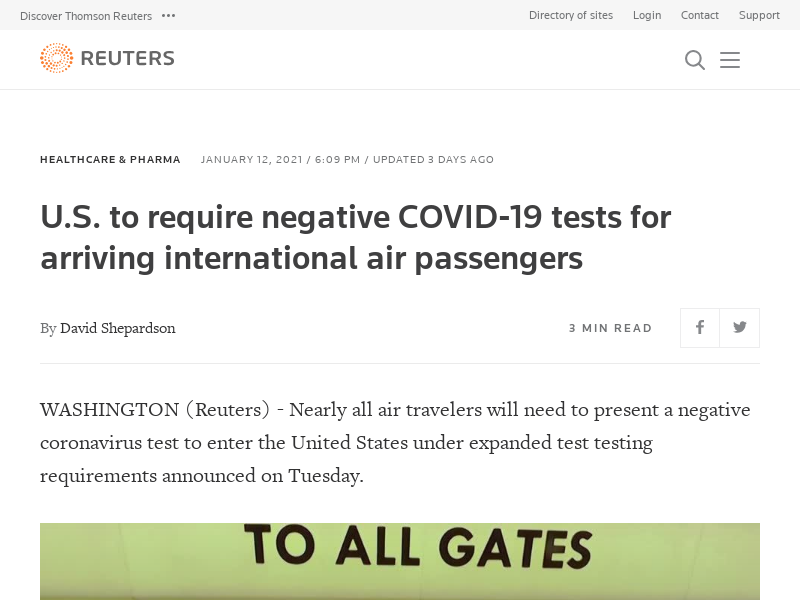 Discover Thomson Reuters •••
Directory of sites Login Contact Support
REUTERS
HEALTHCARE & PHARMA JANUARY 12, 2021 / 6:09 PM / UPDATED 3 DAYS AGO
U.S. to require negative COVID-19 tests for
arriving international air passengers
By David Shepardson
3 MIN READ
WASHINGTON (Reuters) - Nearly all air travelers will need to present a negative
coronavirus test to enter the United States under expanded test testing
requirements announced on Tuesday.
TO ALL GATES